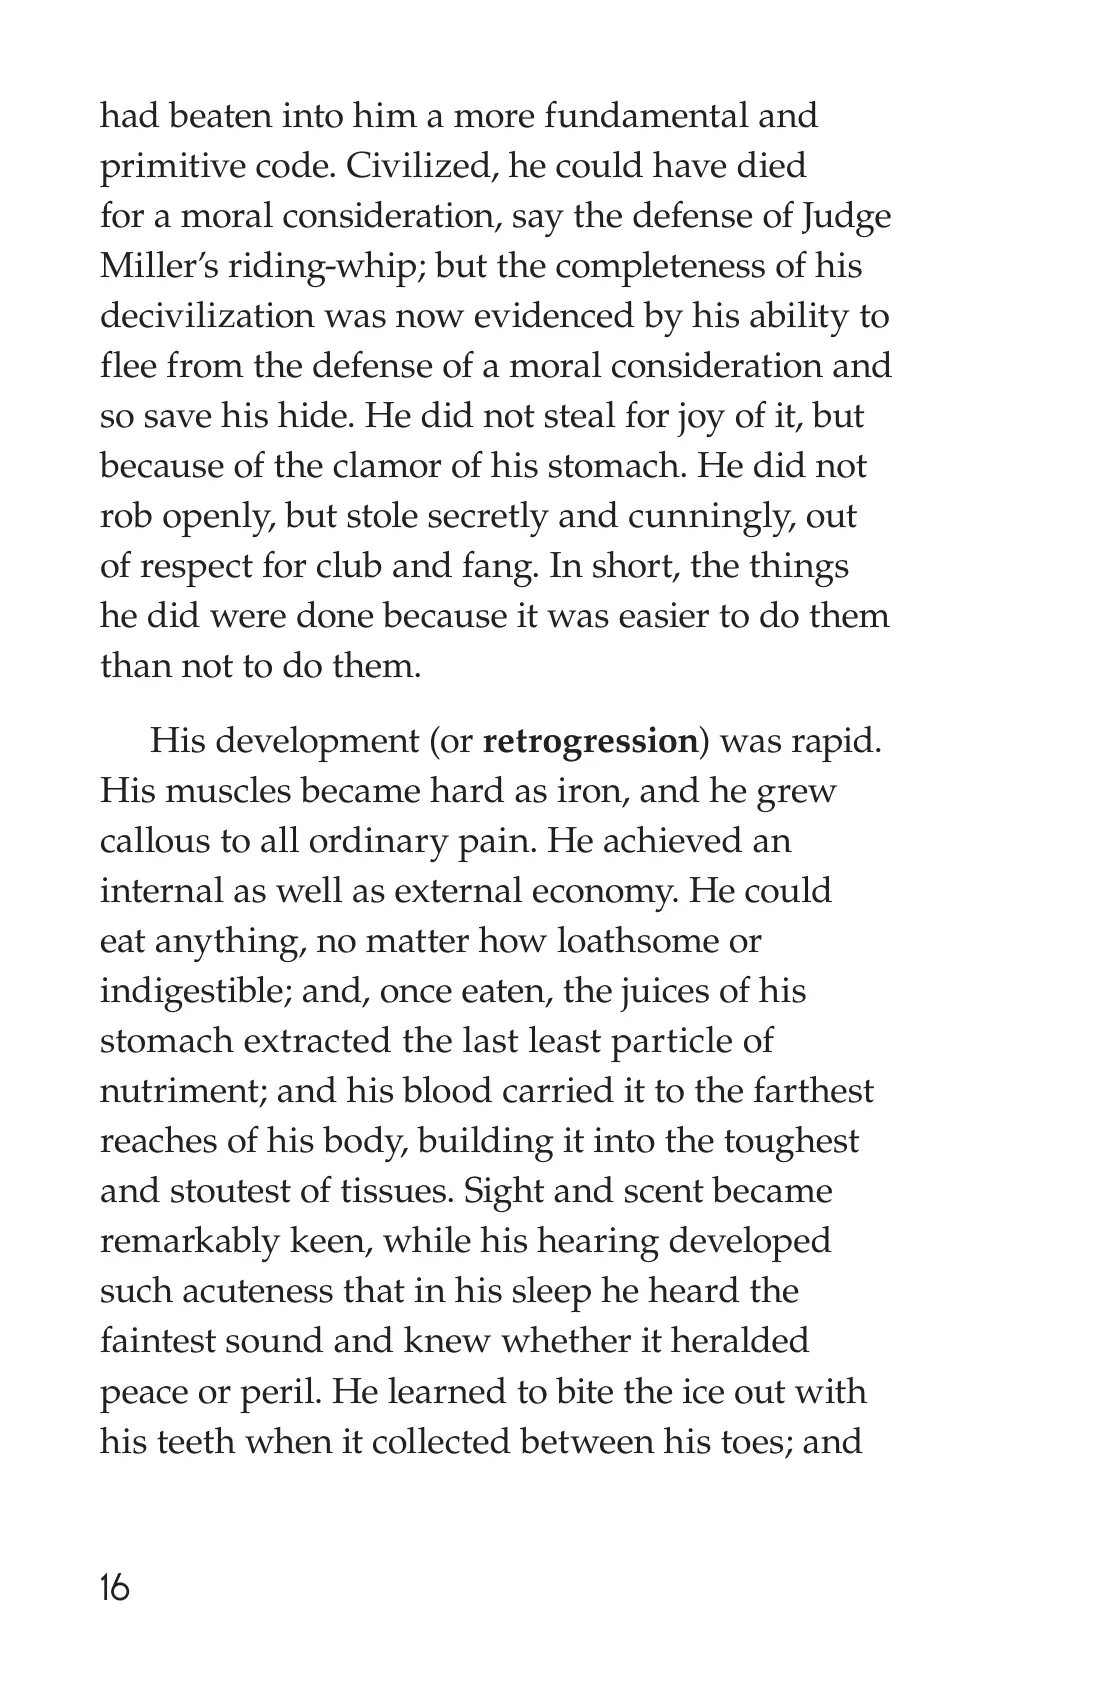 had beaten into him a more fundamental and
primitive code. Civilized, he could have died
for a moral consideration, say the defense of Judge
Miller’s riding-whip; but the completeness of his
decivilization was now evidenced by his ability to
flee from the defense of a moral consideration and
so save his hide. He did not steal for joy of it, but
because of the clamor of his stomach. He did not
rob openly, but stole secretly and cunningly, out
of respect for club and fang. In short, the things
he did were done because it was easier to do them
than not to do them.
His development (or retrogression) was rapid.
His muscles became hard as iron, and he grew
callous to all ordinary pain. He achieved an
internal as well as external economy. He could
eat anything, no matter how loathsome or
indigestible; and, once eaten, the juices of his
stomach extracted the last least particle of
nutriment; and his blood carried it to the farthest
reaches of his body, building it into the toughest
and stoutest of tissues. Sight and scent became
remarkably keen, while his hearing developed
such acuteness that in his sleep he heard the
faintest sound and knew whether it heralded
peace or peril. He learned to bite the ice out with
his teeth when it collected between his toes; and
16